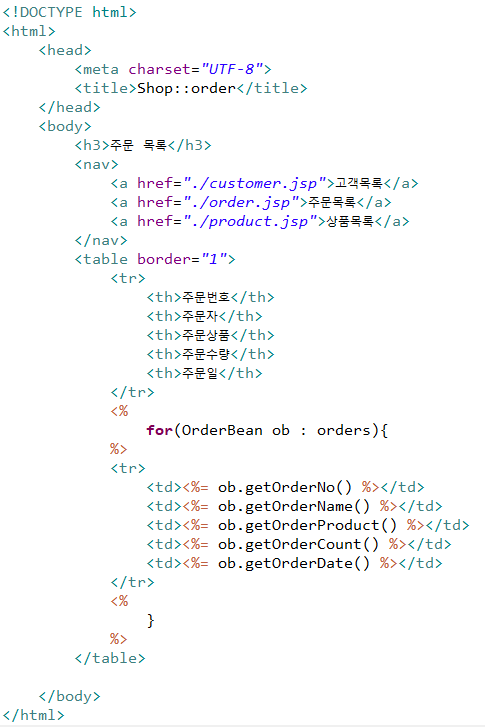 <!DOCTYPE html>
<html>
    <head>
        <meta charset="UTF-8">
        <title>Shop::order</title>
    </head>
    <body>
        <h3>주문 목록</h3>
        <nav>
            <a href="./customer.jsp">고객목록</a>
            <a href="./order.jsp">주문목록</a>
            <a href="./product.jsp">상품목록</a>
        </nav>
        <table border="1">
            <tr>
                <th>주문번호</th>
                <th>주문자</th>
                <th>주문상품</th>
                <th>주문수량</th>
                <th>주문일</th>
            </tr>
            <%
                for(OrderBean ob : orders){
            %>
            <tr>
                <td><%= ob.getOrderNo() %></td>
                <td><%= ob.getOrderName() %></td>
                <td><%= ob.getOrderProduct() %></td>
                <td><%= ob.getOrderCount() %></td>
                <td><%= ob.getOrderDate() %></td>
            </tr>
            <%
                }
            %>
        </table>
    </body>
</html>